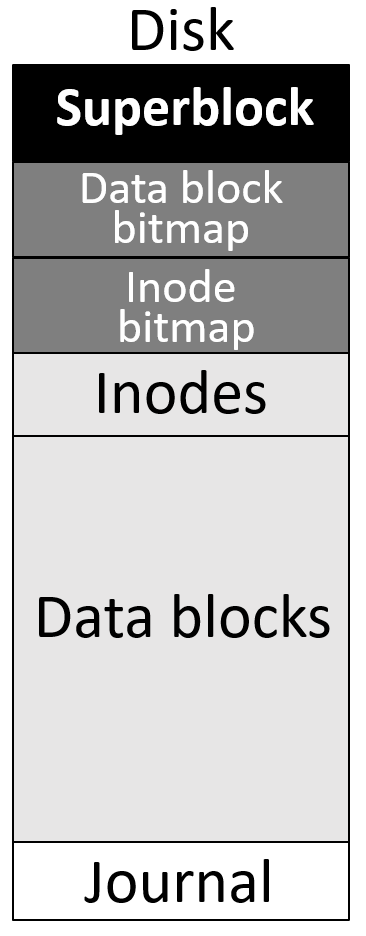 Disk
Superblock
Data block
bitmap
Inode
bitmap
Inodes
Data blocks
Journal